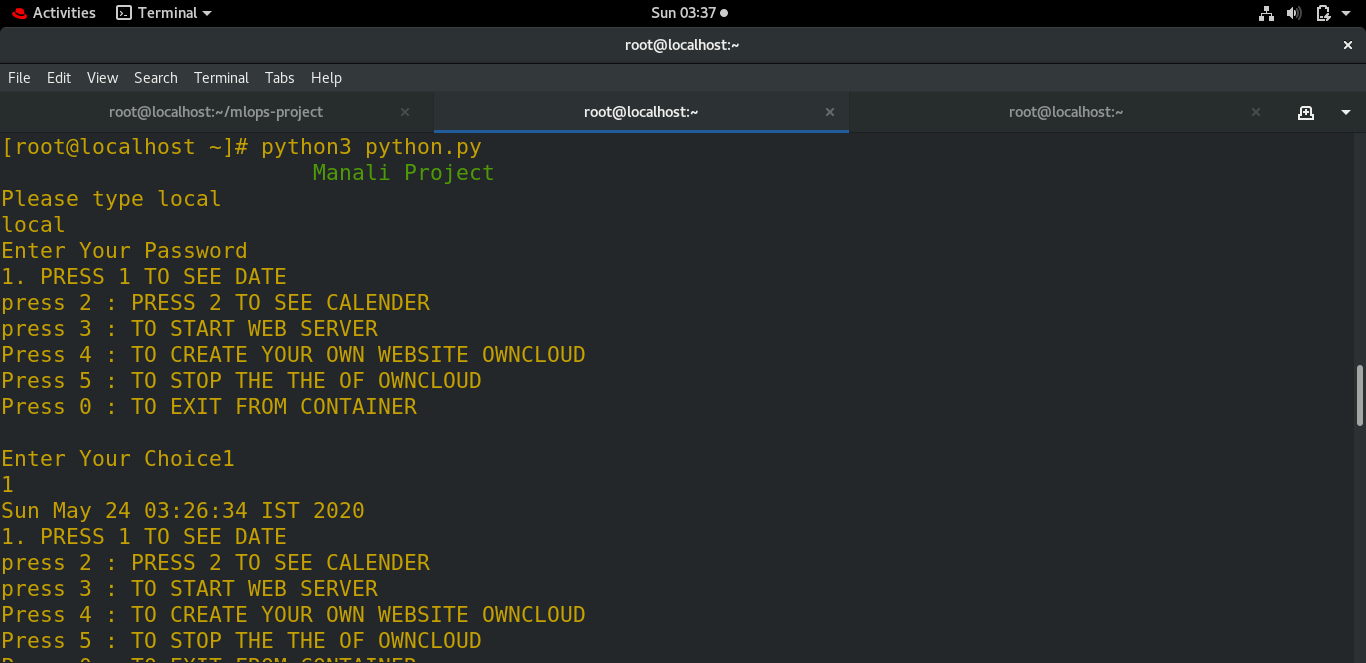 Activities Terminal Sun 03:37
root@localhost:~
File Edit View Search Terminal Tabs Help
root@localhost:~/mlops-project root@localhost:~ root@localhost:~
[root@localhost ~]# python3 python.py
Manali Project
Please type local
local
Enter Your Password
1. PRESS 1 TO SEE DATE
press 2 : PRESS 2 TO SEE CALENDER
press 3 : TO START WEB SERVER
Press 4 : TO CREATE YOUR OWN WEBSITE OWNCLOUD
Press 5 : TO STOP THE THE OF OWNCLOUD
Press 0 : TO EXIT FROM CONTAINER
Enter Your Choice1
1
Sun May 24 03:26:34 IST 2020
1. PRESS 1 TO SEE DATE
press 2 : PRESS 2 TO SEE CALENDER
press 3 : TO START WEB SERVER
Press 4 : TO CREATE YOUR OWN WEBSITE OWNCLOUD
Press 5 : TO STOP THE THE OF OWNCLOUD
Press 0 : TO EXIT FROM CONTAINER